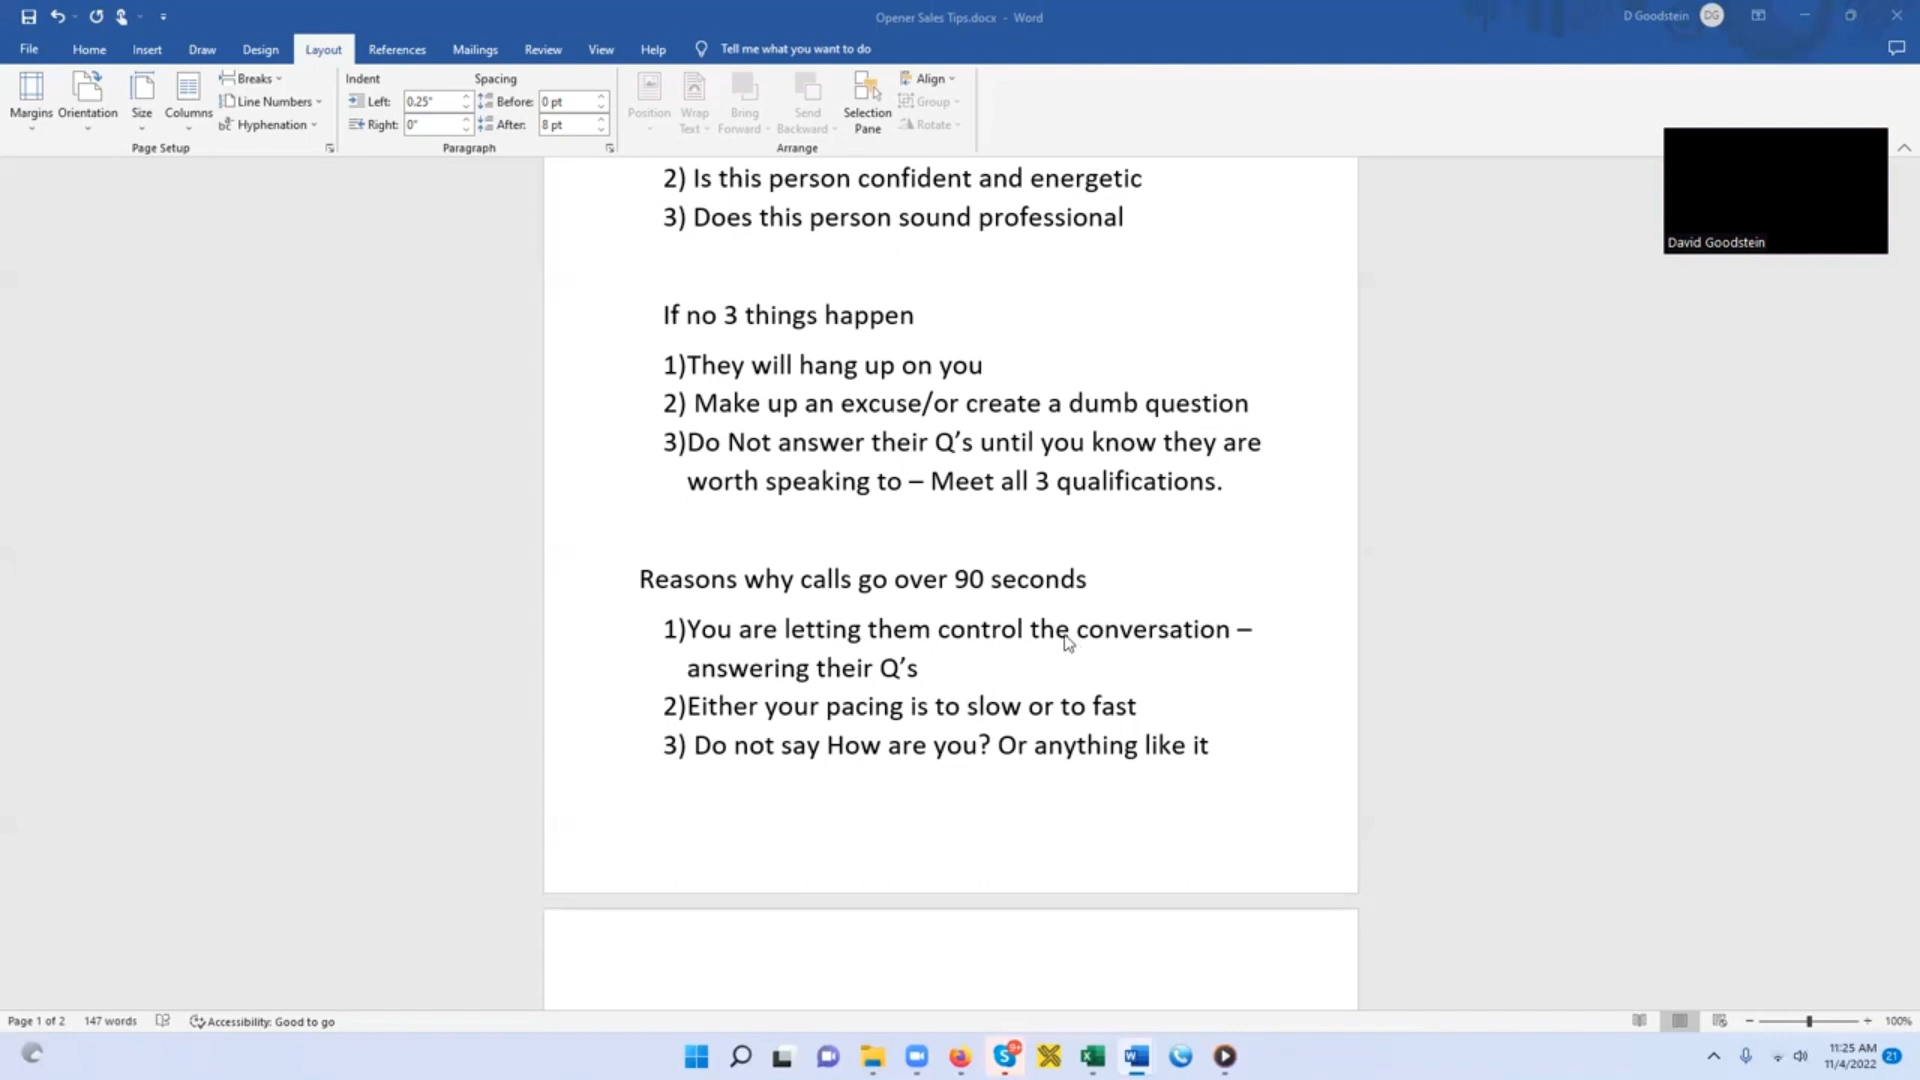 Opener Sales Tips.docx - Word
D Goodstein DG
File Home Insert Draw Design Layout References Mailings Review View Help Tell me what you want to do
Breaks Indent Spacing Align
Line Numbers Left: 0.25" Before: 0 pt Group
Margins Orientation Size Columns Position Wrap Bring Send Selection
Hyphenation Right: 0" After: 8 pt Text Forward Backward Pane Rotate
Page Setup Paragraph Arrange
2) Is this person confident and energetic
3) Does this person sound professional
David Goodstein
If no 3 things happen
1)They will hang up on you
2) Make up an excuse/or create a dumb question
3)Do Not answer their Q’s until you know they are
worth speaking to – Meet all 3 qualifications.
Reasons why calls go over 90 seconds
1)You are letting them control the conversation –
answering their Q’s
2)Either your pacing is to slow or to fast
3) Do not say How are you? Or anything like it
Page 1 of 2 147 words Accessibility: Good to go 100%
9+
11:25 AM
11/4/2022 21